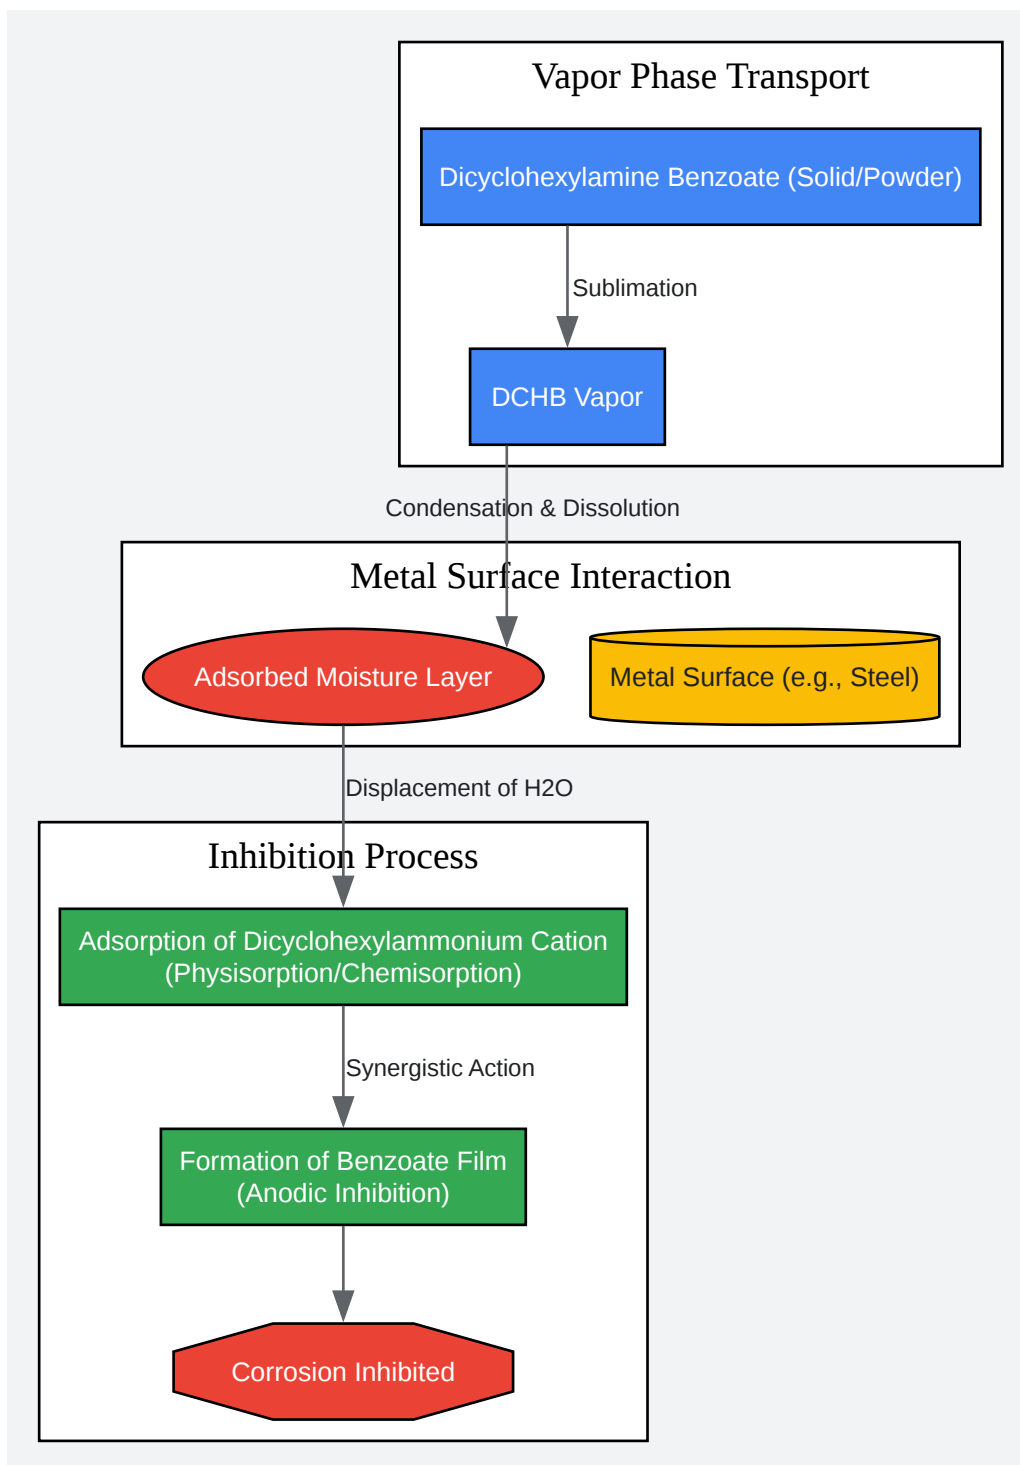 Vapor Phase Transport
Dicyclohexylamine Benzoate (Solid/Powder)
Sublimation
DCHB Vapor
Condensation & Dissolution
Metal Surface Interaction
Adsorbed Moisture Layer
Metal Surface (e.g., Steel)
Displacement of H2O
Inhibition Process
Adsorption of Dicyclohexylammonium Cation
(Physisorption/Chemisorption)
Synergistic Action
Formation of Benzoate Film
(Anodic Inhibition)
Corrosion Inhibited